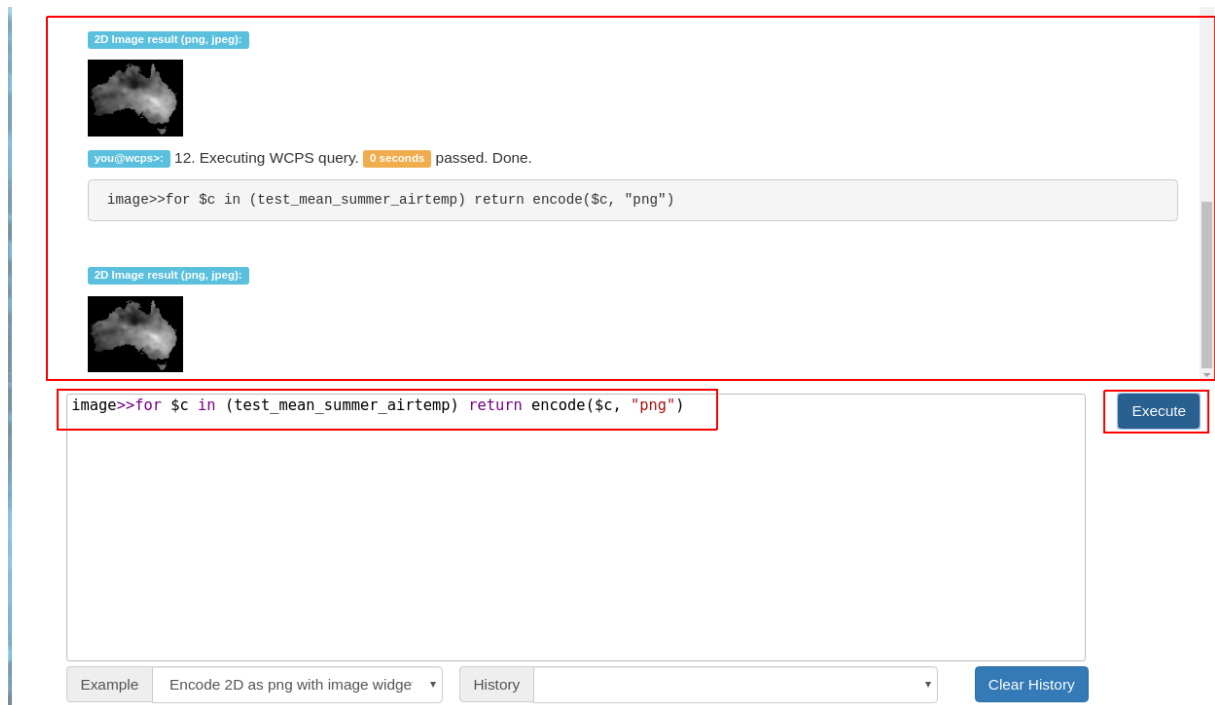 2D Image result (png, jpeg):
you@wcps>: 12. Executing WCPS query. 0 seconds passed. Done.
image>>for $c in (test_mean_summer_airtemp) return encode($c, "png")
2D Image result (png, jpeg):
image>>for $c in (test_mean_summer_airtemp) return encode($c, "png")
Execute
Example Encode 2D as png with image widge History Clear History